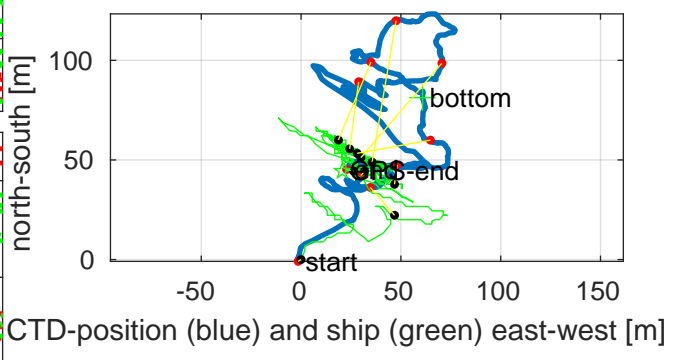 100
bottom
50
S-end
0
start
-50
0
50
100
150
north-south [m]
CTD-position (blue) and ship (green) east-west [m]